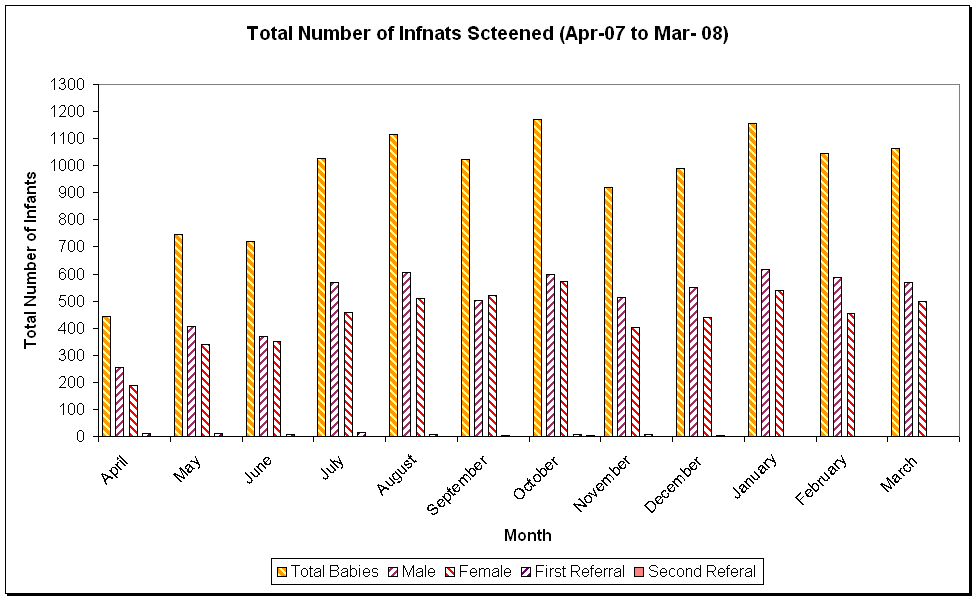 Total Number of Infnats Scteened (Apr-07 to Mar- 08)
1300
1200
1100
1000
900
800
700
600
500
400
300
200
100
0
Total Number of Infants
April
May
June
July
August
September
October
November
December
January
February
March
Month
Total Babies Male Female First Referral Second Referal